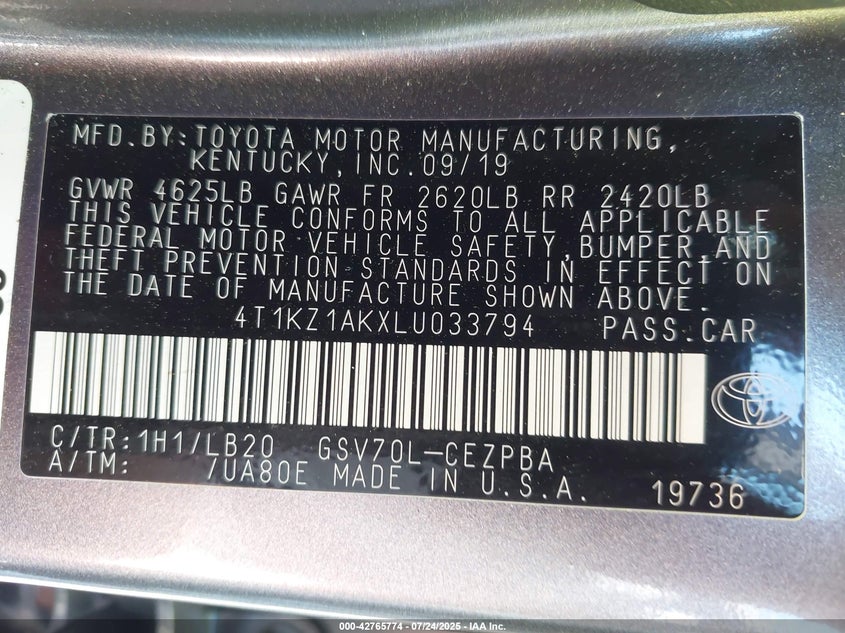 MFD.BY:TOYOTA MOTOR MANUFACTURING,
KENTUCKY,INC.09/19
GVWR 4625LB GAWR FR 2620LB RR 2420LB
THIS VEHICLE CONFORMS TO ALL APPLICABLE
FEDERAL MOTOR VEHICLE SAFETY,BUMPER,AND
THEFT PREVENTION STANDARDS IN EFFECT ON
THE DATE OF MANUFACTURE SHOWN ABOVE.
4T1KZ1AKXLU033794 PASS.CAR
C/TR:1H1/LB20 GSV70L-CEZPBA
A/TM: /UA80E MADE IN U.S.A. 19736
000-42765774 - 07/24/2025 - IAA Inc.